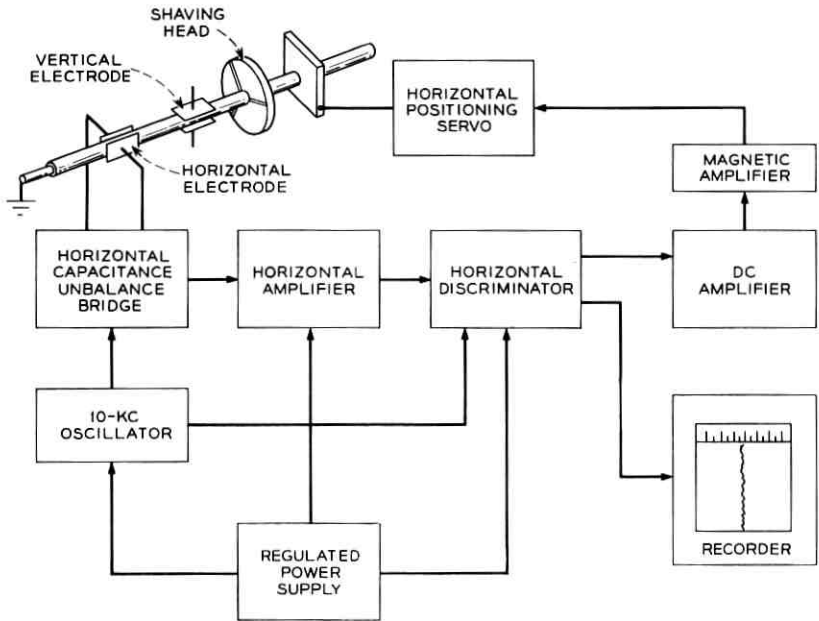 SHAVING
HEAD
VERTICAL
ELECTRODE
HORIZONTAL
ELECTRODE
HORIZONTAL
POSITIONING
SERVO
MAGNETIC
AMPLIFIER
HORIZONTAL
CAPACITANCE
UNBALANCE
BRIDGE
HORIZONTAL
AMPLIFIER
HORIZONTAL
DISCRIMINATOR
DC
AMPLIFIER
10-KC
OSCILLATOR
REGULATED
POWER
SUPPLY
RECORDER